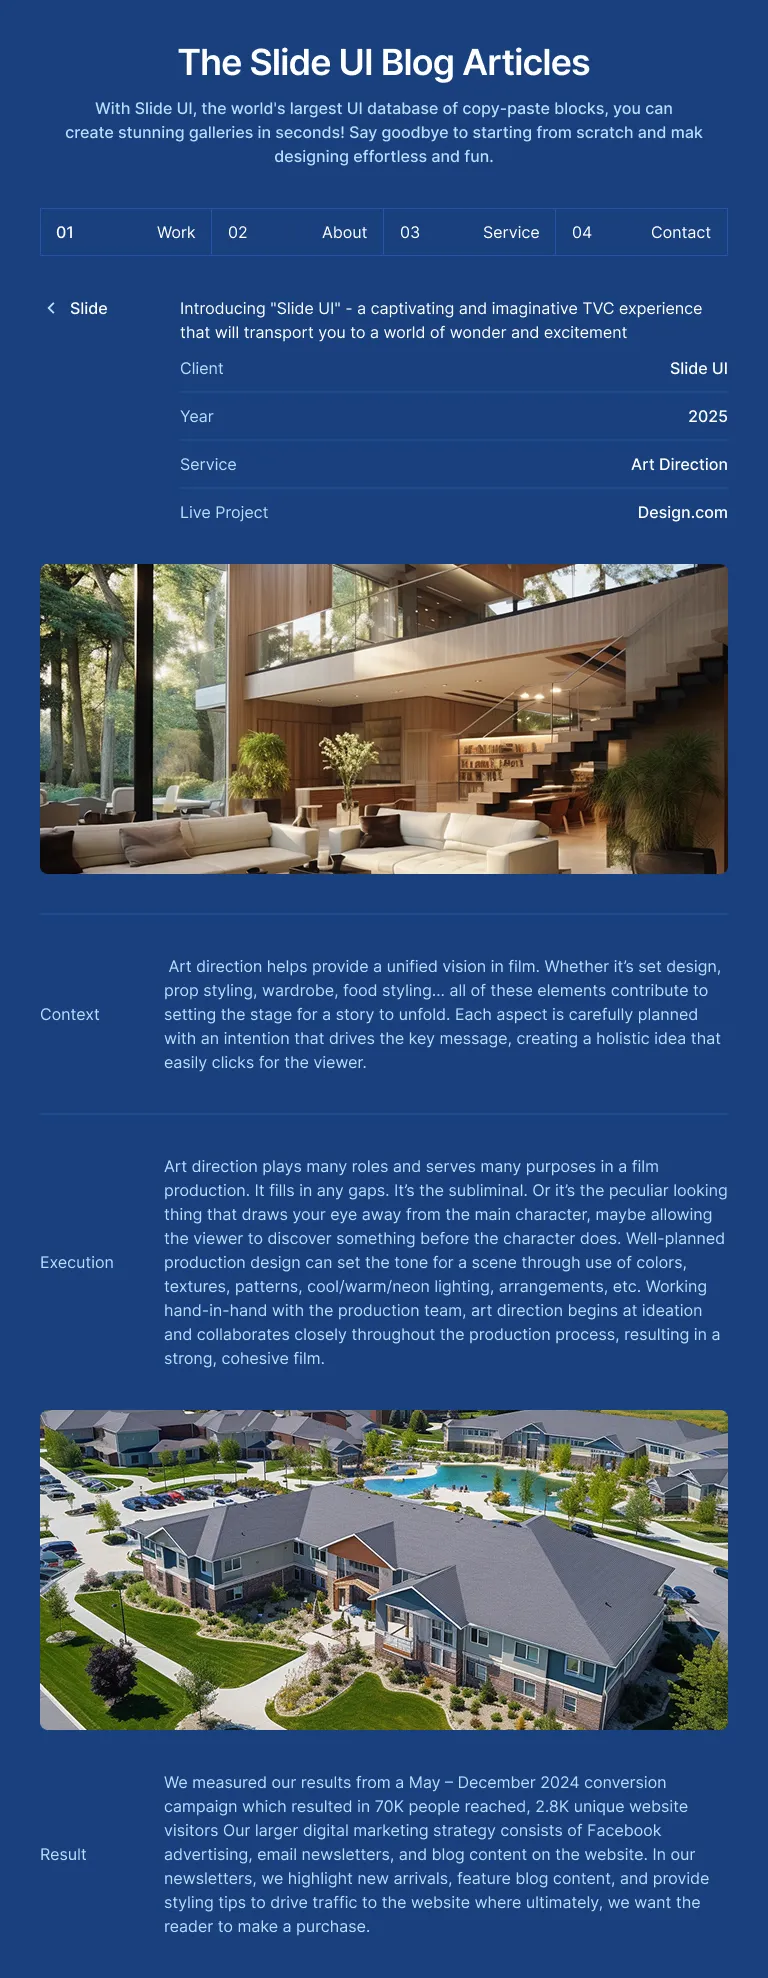 The Slide UI Blog Articles
With Slide UI, the world's largest UI database of copy-paste blocks, you can
create stunning galleries in seconds! Say goodbye to starting from scratch and mak
designing effortless and fun.
01 Work 02 About 03 Service 04 Contact
Slide
Introducing "Slide UI" - a captivating and imaginative TVC experience
that will transport you to a world of wonder and excitement
Client Slide UI
Year 2025
Service Art Direction
Live Project Design.com
Context
Art direction helps provide a unified vision in film. Whether it’s set design,
prop styling, wardrobe, food styling... all of these elements contribute to
setting the stage for a story to unfold. Each aspect is carefully planned
with an intention that drives the key message, creating a holistic idea that
easily clicks for the viewer.
Execution
Art direction plays many roles and serves many purposes in a film
production. It fills in any gaps. It’s the subliminal. Or it’s the peculiar looking
thing that draws your eye away from the main character, maybe allowing
the viewer to discover something before the character does. Well-planned
production design can set the tone for a scene through use of colors,
textures, patterns, cool/warm/neon lighting, arrangements, etc. Working
hand-in-hand with the production team, art direction begins at ideation
and collaborates closely throughout the production process, resulting in a
strong, cohesive film.
Result
We measured our results from a May – December 2024 conversion
campaign which resulted in 70K people reached, 2.8K unique website
visitors Our larger digital marketing strategy consists of Facebook
advertising, email newsletters, and blog content on the website. In our
newsletters, we highlight new arrivals, feature blog content, and provide
styling tips to drive traffic to the website where ultimately, we want the
reader to make a purchase.